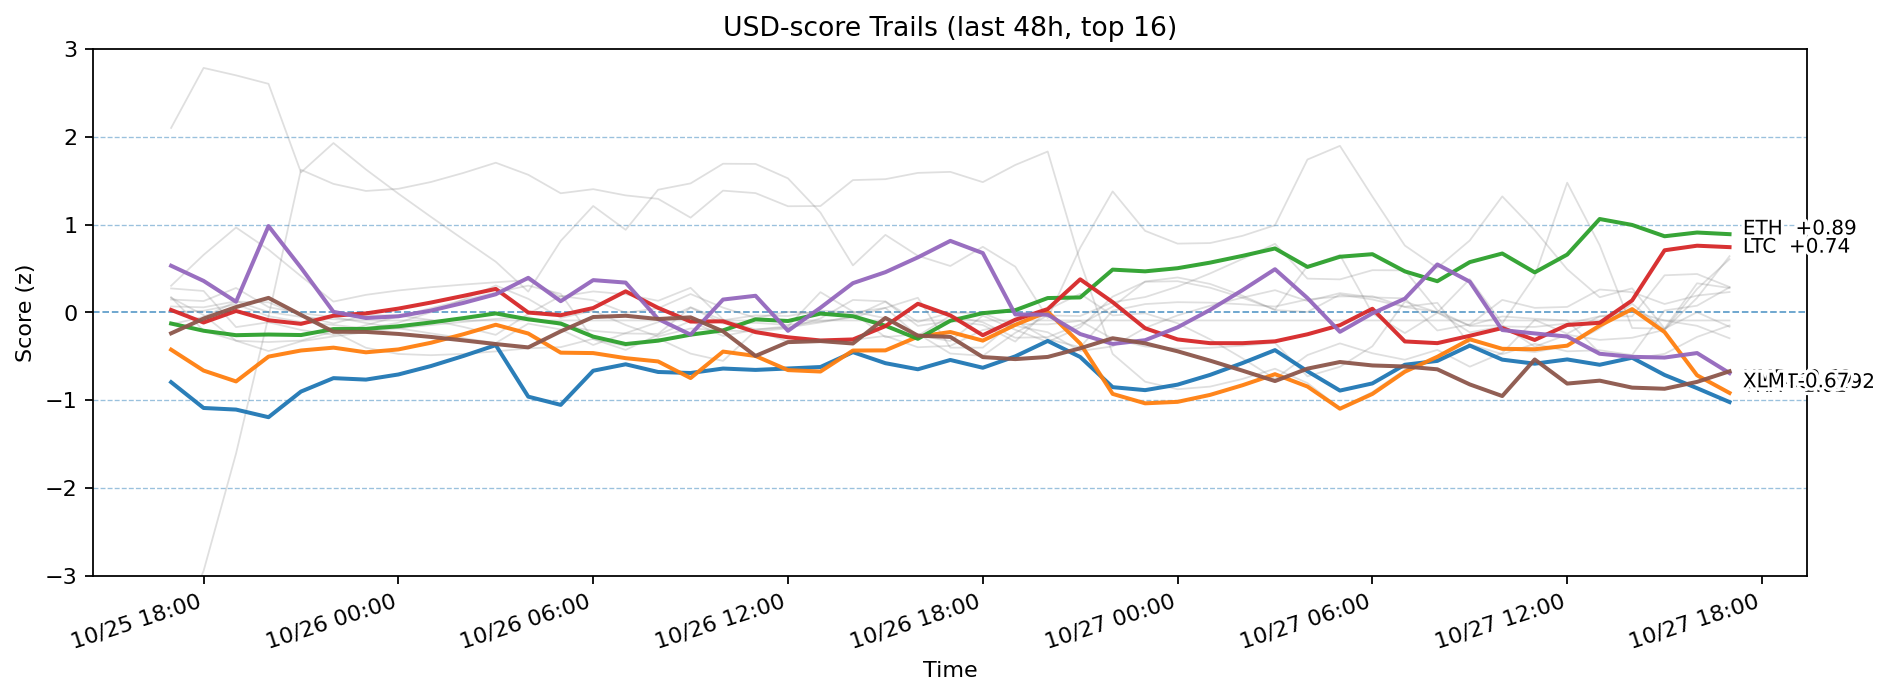 USD-score Trails (last 48h, top 16)
Score (z)
3
2
1
0
−1
−2
−3
ETH +0.89
LTC +0.74
XLM
10/25 18:00
10/26 00:00
10/26 06:00
10/26 12:00
10/26 18:00
10/27 00:00
10/27 06:00
10/27 12:00
10/27 18:00
Time